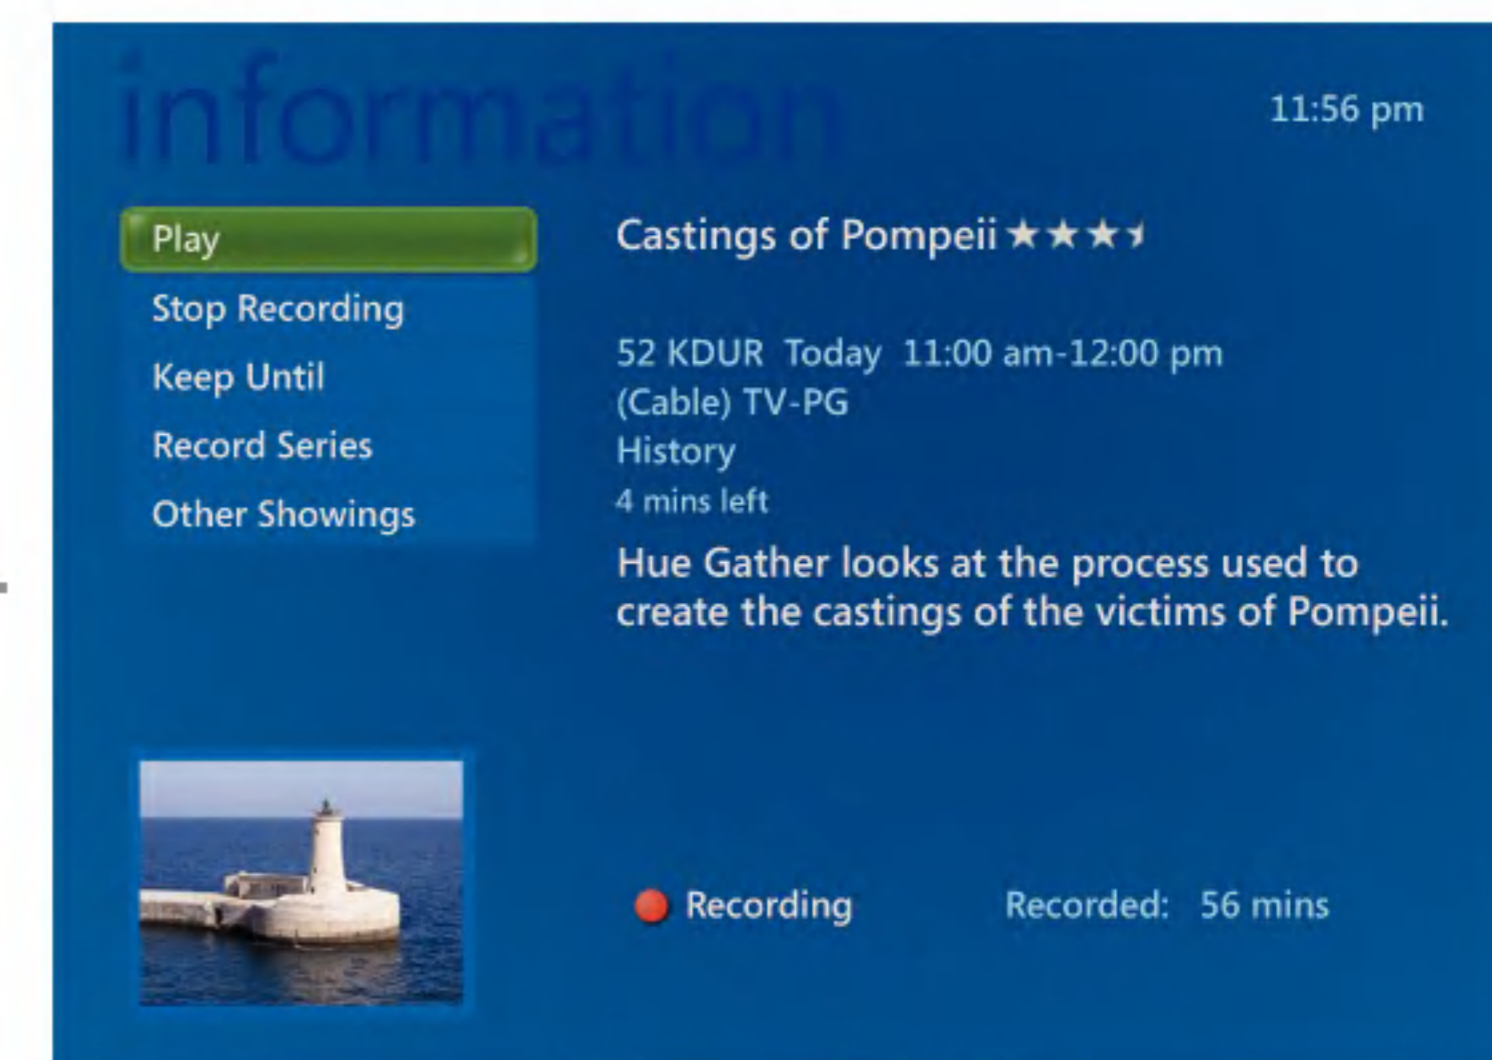 information
11:56 pm
Play
Stop Recording
Keep Until
Record Series
Other Showings
Castings of Pompeii
52 KDUR Today 11:00 am-12:00 pm
(Cable) TV-PG
History
4 mins left
Hue Gather looks at the process used to
create the castings of the victims of Pompeii.
Recording Recorded: 56 mins